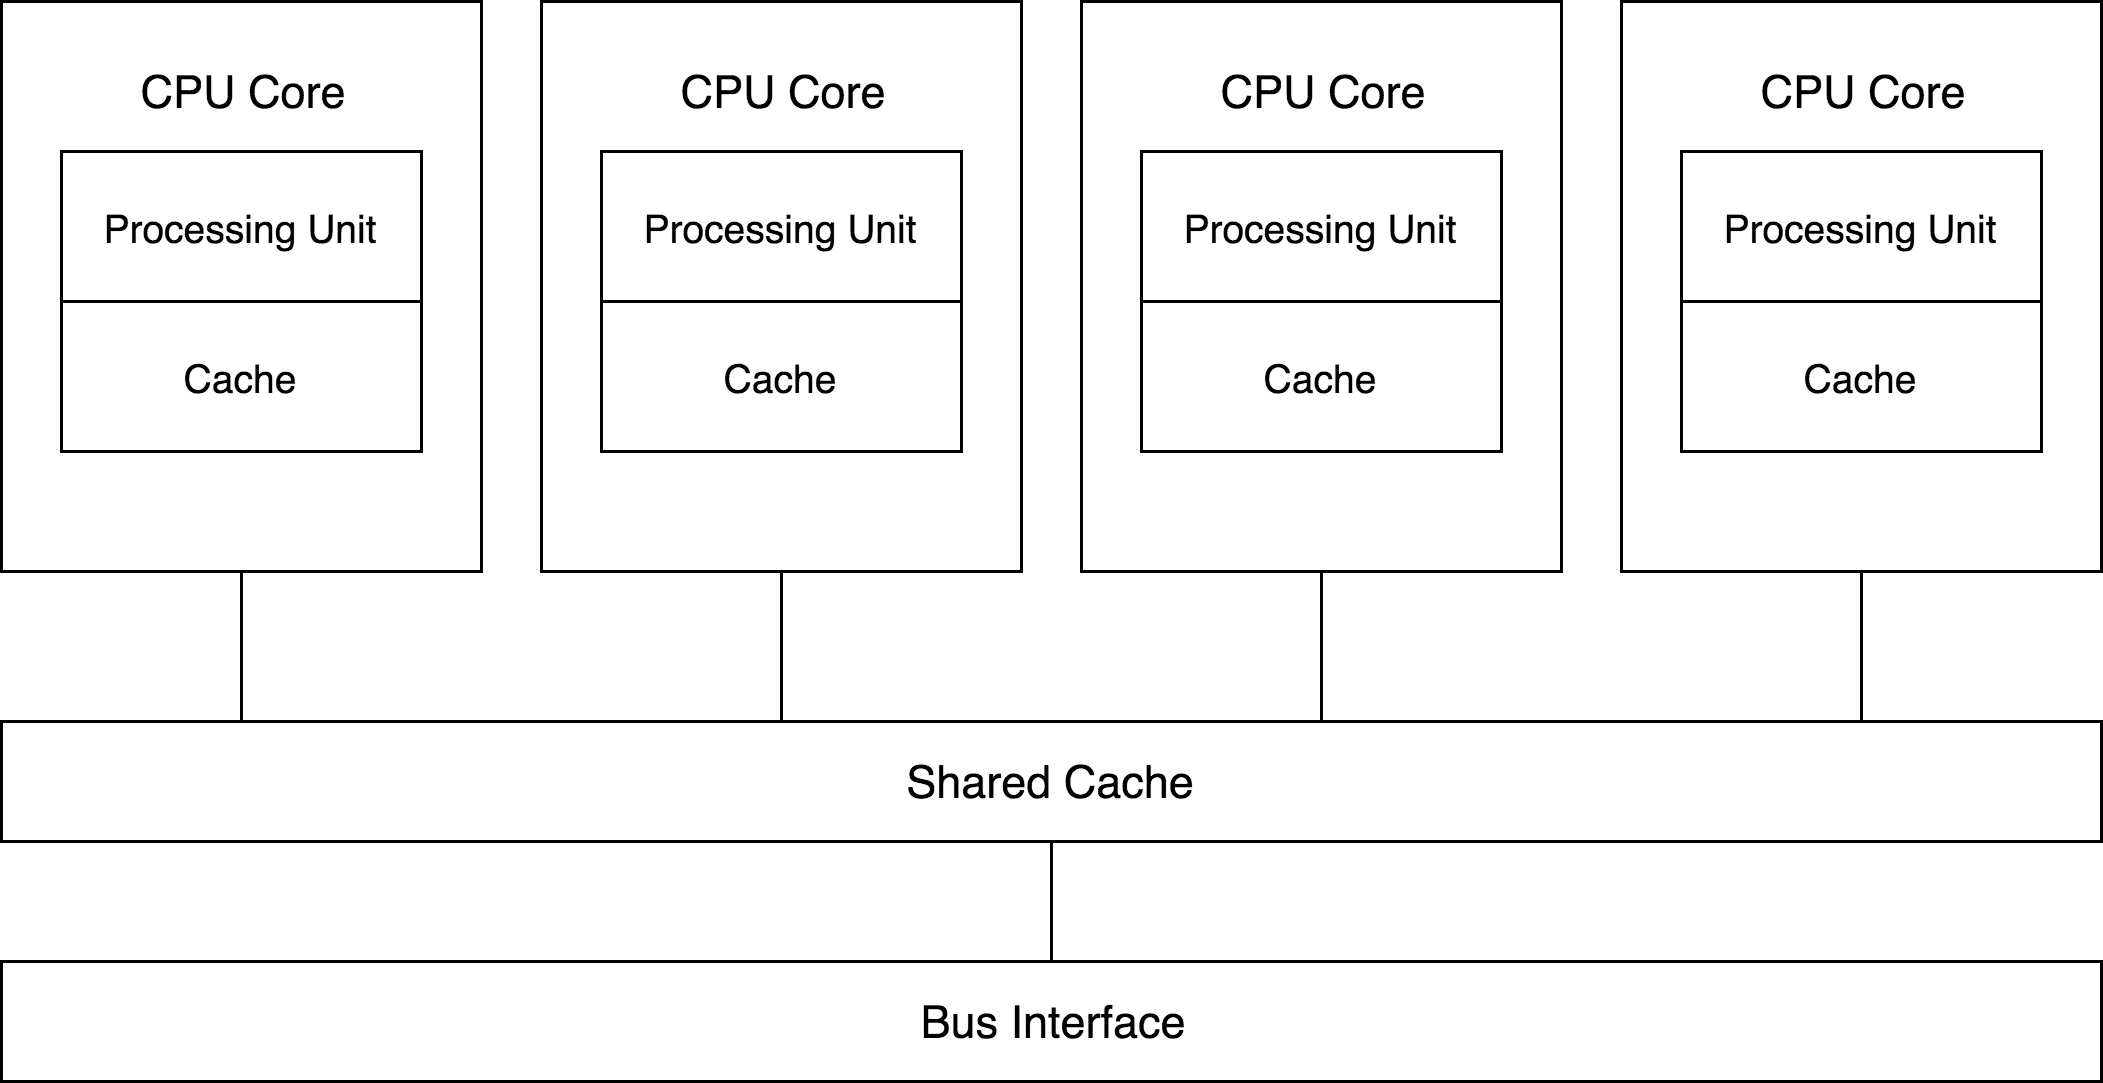 CPU Core
Processing Unit
Cache
CPU Core
Processing Unit
Cache
CPU Core
Processing Unit
Cache
CPU Core
Processing Unit
Cache
Shared Cache
Bus Interface